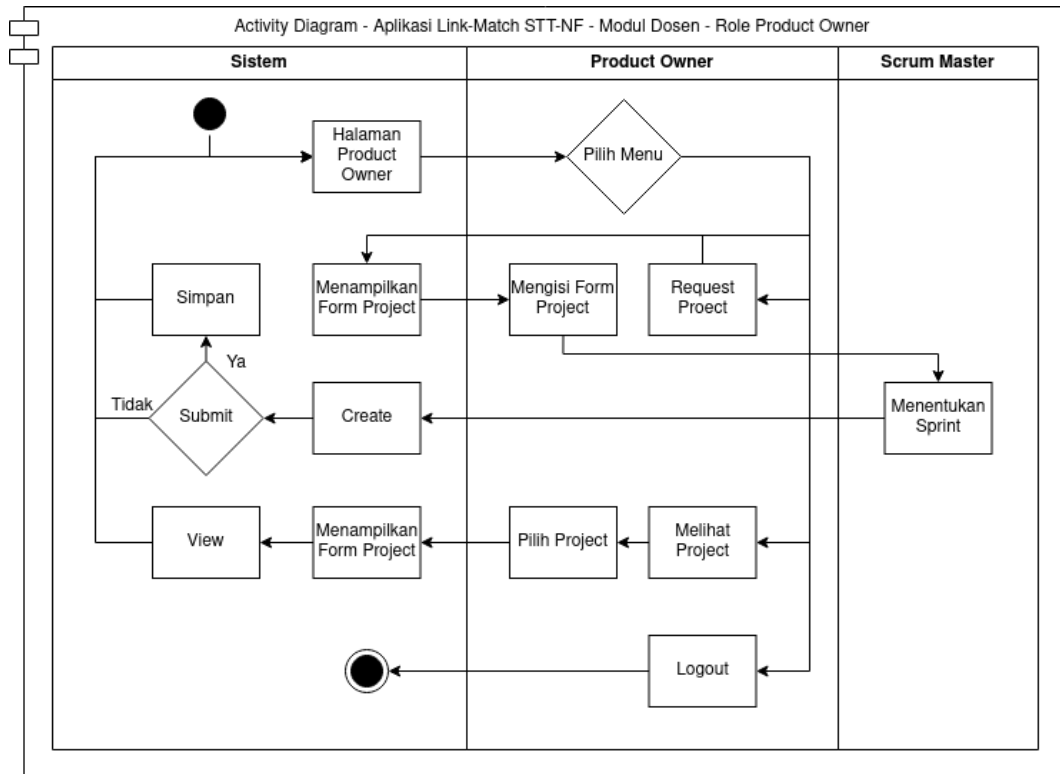 Activity Diagram - Aplikasi Link-Match STT-NF - Modul Dosen - Role Product Owner
Sistem
Product Owner
Scrum Master
Halaman
Product
Owner
Pilih Menu
Simpan
Menampilkan
Form Project
Mengisi Form
Project
Request
Proect
Ya
Tidak
Submit
Create
Menentukan
Sprint
View
Menampilkan
Form Project
Pilih Project
Melihat
Project
Logout